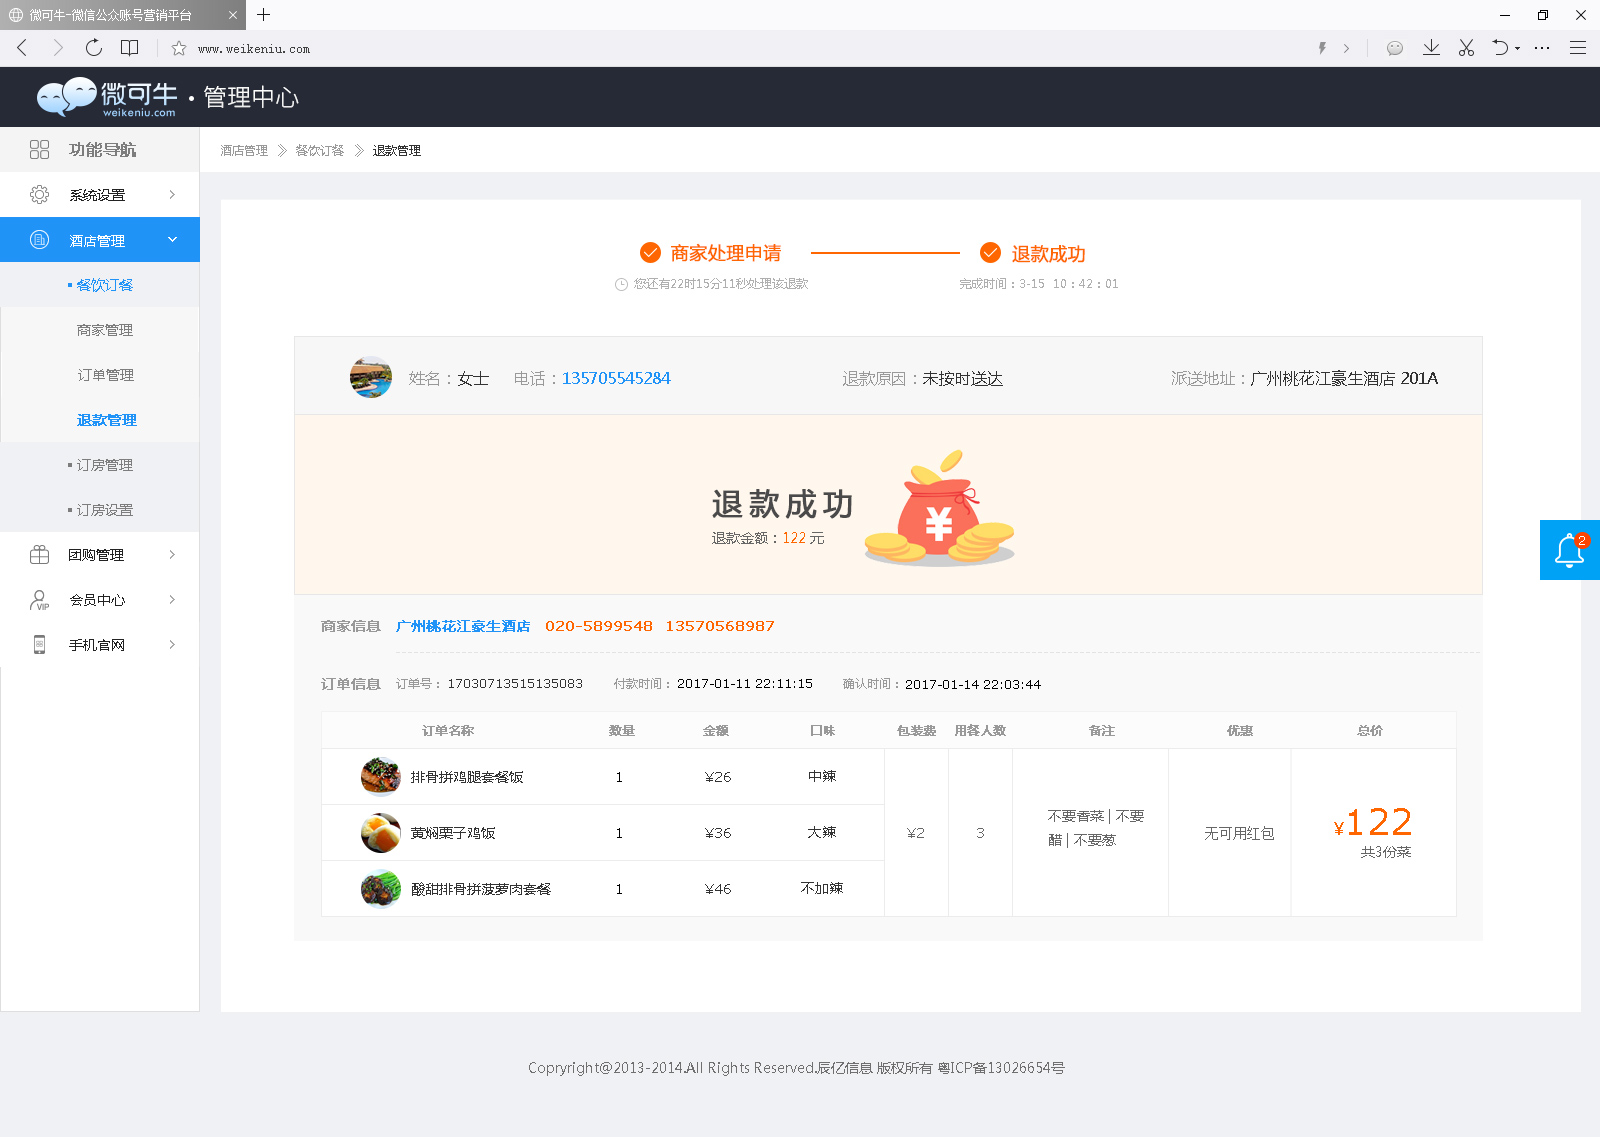 微可牛-微信公众账号营销平台
www.weikeniu.com
微可牛 · 管理中心
weikeniu.com
功能导航
酒店管理 餐饮订餐 退款管理
系统设置
酒店管理
餐饮订餐
商家管理
订单管理
退款管理
订房管理
订房设置
团购管理
会员中心
VIP
手机官网
商家处理申请 退款成功
您还有22时15分11秒处理该退款 完成时间：3-15 10：42：01
姓名：女士 电话：135705545284 退款原因：未按时送达 派送地址：广州桃花江豪生酒店 201A
退款成功
退款金额：122 元
¥
2
商家信息 广州桃花江豪生酒店 020-5899548 13570568987
订单信息 订单号：17030713515135083 付款时间：2017-01-11 22:11:15 确认时间：2017-01-14 22:03:44
订单名称 数量 金额 口味 包装费 用餐人数 备注 优惠 总价
排骨拼鸡腿套餐饭 1 ¥26 中辣
黄焖栗子鸡饭 1 ¥36 大辣
酸甜排骨拼菠萝肉套餐 1 ¥46 不加辣
¥2 3
不要香菜 | 不要
醋 | 不要葱
无可用红包
¥122
共3份菜
Copryright@2013-2014.All Rights Reserved.辰亿信息 版权所有 粤ICP备13026654号